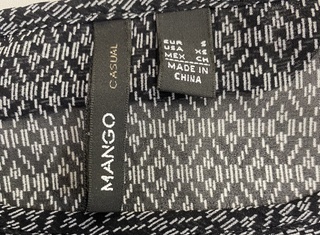 MANGO CASUAL
EUR S
USA XS
MEX CH
MADE IN
CHINA